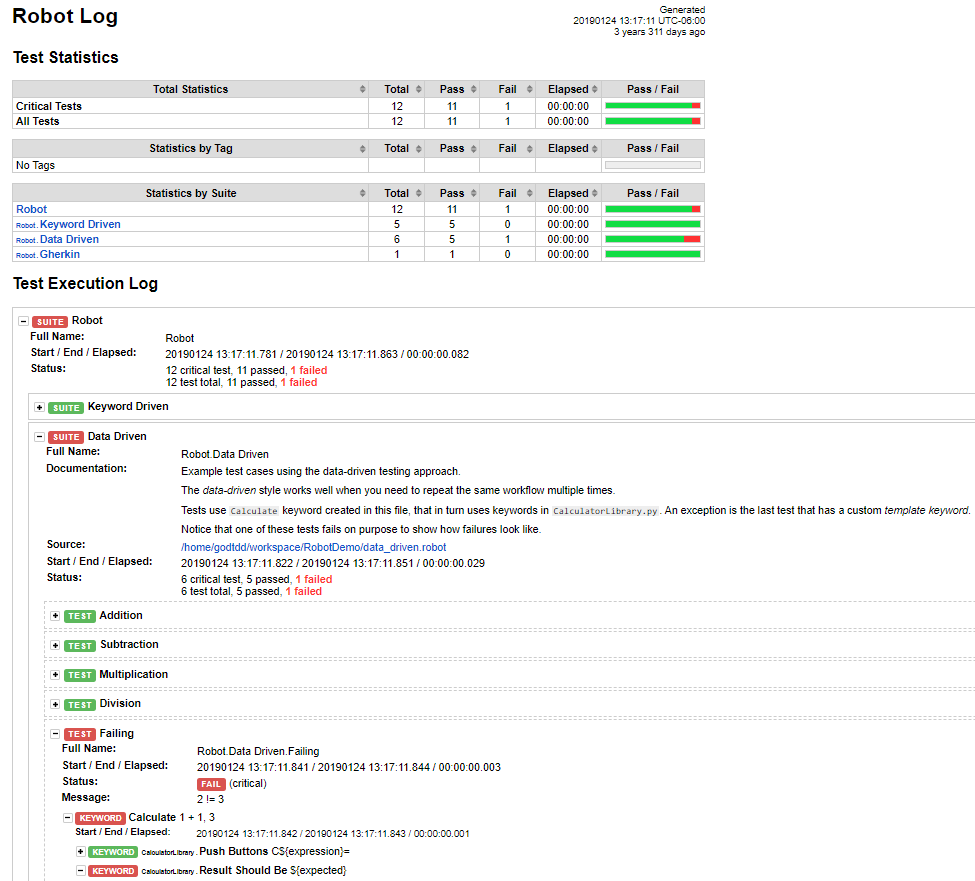 Robot Log
Generated
20190124 13:17:11 UTC-06:00
3 years 311 days ago
Test Statistics
Total Statistics Total Pass Fail Elapsed Pass / Fail
Critical Tests 12 11 1 00:00:00
All Tests 12 11 1 00:00:00
Statistics by Tag Total Pass Fail Elapsed Pass / Fail
No Tags
Statistics by Suite Total Pass Fail Elapsed Pass / Fail
Robot 12 11 1 00:00:00
Robot.Keyword Driven 5 5 0 00:00:00
Robot.Data Driven 6 5 1 00:00:00
Robot.Gherkin 1 1 0 00:00:00
Test Execution Log
SUITE Robot
Full Name: Robot
Start / End / Elapsed: 20190124 13:17:11.781 / 20190124 13:17:11.863 / 00:00:00.082
Status: 12 critical test, 11 passed, 1 failed
12 test total, 11 passed, 1 failed
SUITE Keyword Driven
SUITE Data Driven
Full Name: Robot.Data Driven
Documentation: Example test cases using the data-driven testing approach.
The data-driven style works well when you need to repeat the same workflow multiple times.
Tests use Calculate keyword created in this file, that in turn uses keywords in CalculatorLibrary.py. An exception is the last test that has a custom template keyword.
Notice that one of these tests fails on purpose to show how failures look like.
Source: /home/godtdd/workspace/RobotDemo/data_driven.robot
Start / End / Elapsed: 20190124 13:17:11.822 / 20190124 13:17:11.851 / 00:00:00.029
Status: 6 critical test, 5 passed, 1 failed
6 test total, 5 passed, 1 failed
TEST Addition
TEST Subtraction
TEST Multiplication
TEST Division
TEST Failing
Full Name: Robot.Data Driven.Failing
Start / End / Elapsed: 20190124 13:17:11.841 / 20190124 13:17:11.844 / 00:00:00.003
Status: FAIL (critical)
Message: 2 != 3
KEYWORD Calculate 1 + 1, 3
Start / End / Elapsed: 20190124 13:17:11.842 / 20190124 13:17:11.843 / 00:00:00.001
KEYWORD CalculatorLibrary.Push Buttons C${expression}=
KEYWORD CalculatorLibrary.Result Should Be ${expected}